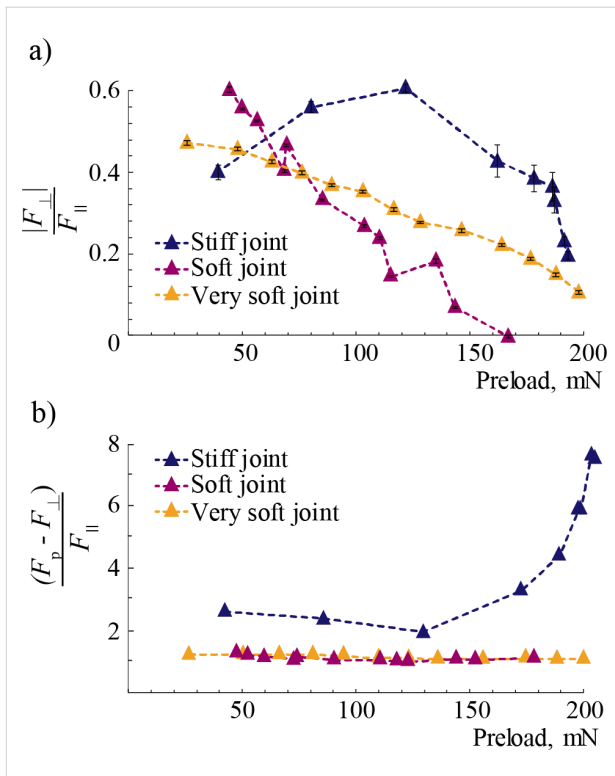 a)
0.6
0.4
0.2
0
|F⊥|
F∥
Stiff joint
Soft joint
Very soft joint
50 100 150 200
Preload, mN
b)
8
6
4
2
(Fp - F⊥)
F∥
Stiff joint
Soft joint
Very soft joint
50 100 150 200
Preload, mN